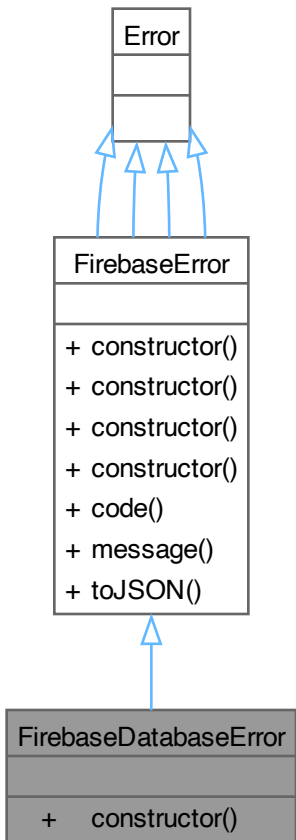 Error
FirebaseError
+ constructor()
+ constructor()
+ constructor()
+ constructor()
+ code()
+ message()
+ toJSON()
FirebaseDatabaseError
+ constructor()